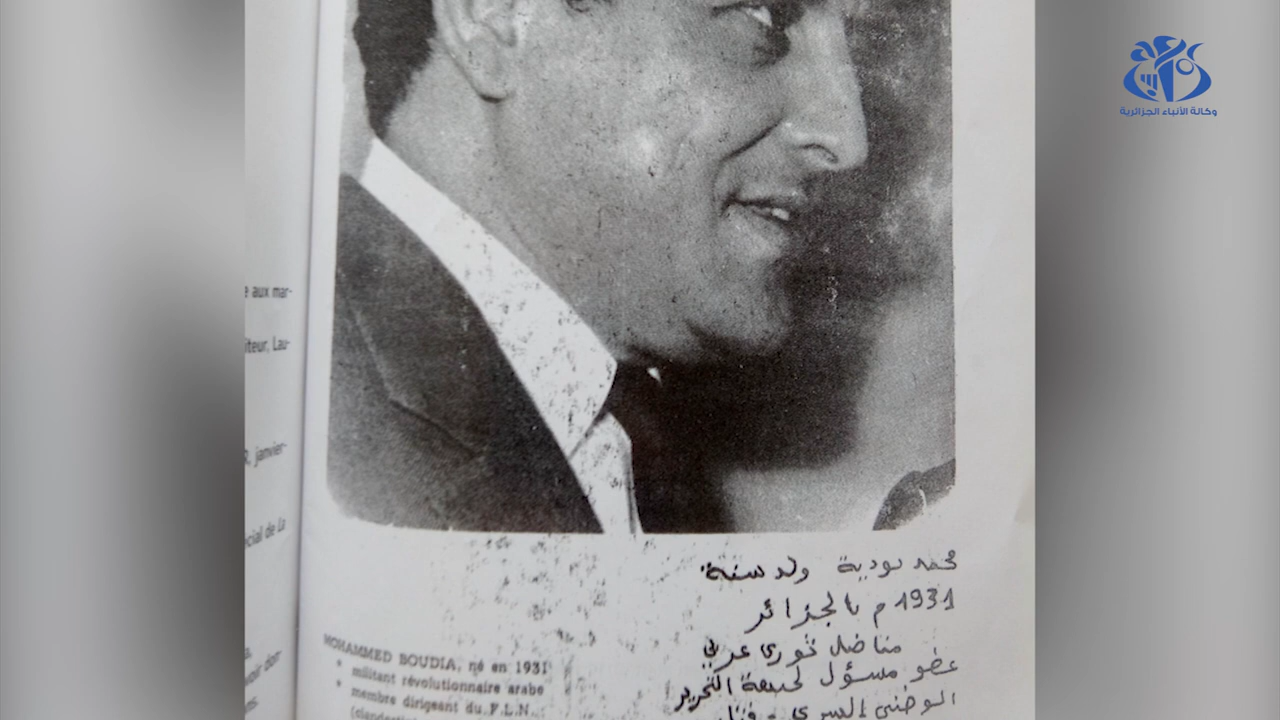 وكالة الأنباء الجزائرية
e aux mar-
iteur, Lau-
janvier-
cial de la
MOHAMMED BOUDIA, né en 1931
* militant révolutionnaire arabe
* membre dirigeant du F.L.N.
محمد بودية ولد سنة
1931 م بالجزائر
مناضل ثوري عربي
عضو مسؤول لجبهة التحرير
الوطني السري